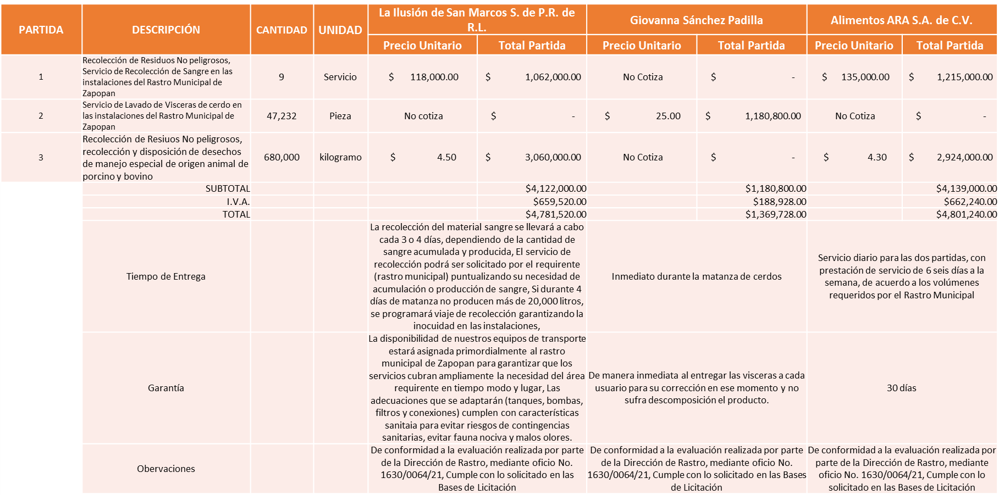 PARTIDA
DESCRIPCIÓN
CANTIDAD
UNIDAD
La Ilusión de San Marcos S. de P.R. de
R.L.
Giovanna Sánchez Padilla
Alimentos ARA S.A. de C.V.
Precio Unitario
Total Partida
Precio Unitario
Total Partida
Precio Unitario
Total Partida
1
Recolección de Residuos No peligrosos,
Servicio de Recolección de Sangre en las
instalaciones del Rastro Municipal de
Zapopan
9
Servicio
$ 118,000.00
$ 1,062,000.00
No Cotiza
$ -
$ 135,000.00
$ 1,215,000.00
2
Servicio de Lavado de Visceras de cerdo en
las instalaciones del Rastro Municipal de
Zapopan
47,232
Pieza
No cotiza
$ -
$ 25.00
$ 1,180,800.00
No Cotiza
$ -
3
Recolección de Resiuos No peligrosos,
recolección y disposición de desechos
de manejo especial de origen animal de
porcino y bovino
680,000
kilogramo
$ 4.50
$ 3,060,000.00
No Cotiza
$ -
$ 4.30
$ 2,924,000.00
SUBTOTAL
$4,122,000.00
$1,180,800.00
$4,139,000.00
I.V.A.
$659,520.00
$188,928.00
$662,240.00
TOTAL
$4,781,520.00
$1,369,728.00
$4,801,240.00
Tiempo de Entrega
La recolección del material sangre se llevará a cabo
cada 3 o 4 días, dependiendo de la cantidad de
sangre acumulada y producida, El servicio de
recolección podrá ser solicitado por el requirente
(rastro municipal) puntualizando su necesidad de
acumulación o producción de sangre, Si durante 4
días de matanza no producen más de 20,000 litros,
se programará viaje de recolección garantizando la
inocuidad en las instalaciones,
Inmediato durante la matanza de cerdos
Servicio diario para las dos partidas, con
prestación de servicio de 6 seis días a la
semana, de acuerdo a los volúmenes
requeridos por el Rastro Municipal
Garantía
La disponibilidad de nuestros equipos de transporte
estará asignada primordialmente al rastro
municipal de Zapopan para garantizar que los
servicios cubran ampliamente la necesidad del área
requirente en tiempo modo y lugar, Las
adecuaciones que se adaptarán (tanques, bombas,
filtros y conexiones) cumplen con características
sanitaia para evitar riesgos de contingencias
sanitarias, evitar fauna nociva y malos olores.
De manera inmediata al entregar las visceras a cada
usuario para su corrección en ese momento y no
sufra descomposición el producto.
30 días
Obervaciones
De conformidad a la evaluación realizada por parte
de la Dirección de Rastro, mediante oficio No.
1630/0064/21, Cumple con lo solicitado en las
Bases de Licitación
De conformidad a la evaluación realizada por parte
de la Dirección de Rastro, mediante oficio No.
1630/0064/21, Cumple con lo solicitado en las Bases
de Licitación
De conformidad a la evaluación realizada por
parte de la Dirección de Rastro, mediante
oficio No. 1630/0064/21, Cumple con lo
solicitado en las Bases de Licitación